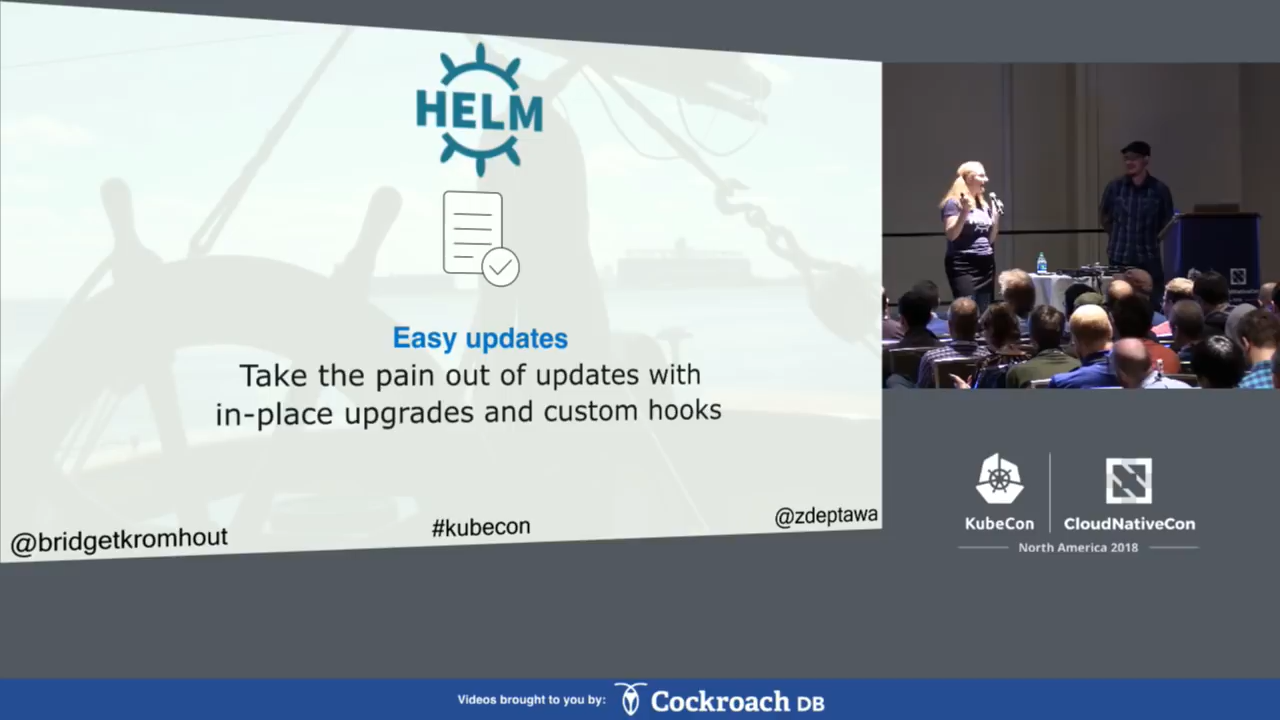 HELM
Easy updates
Take the pain out of updates with
in-place upgrades and custom hooks
@bridgetkromhout
#kubecon
@zdeptawa
KubeCon
CloudNativeCon
North America 2018
Videos brought to you by:
Cockroach DB